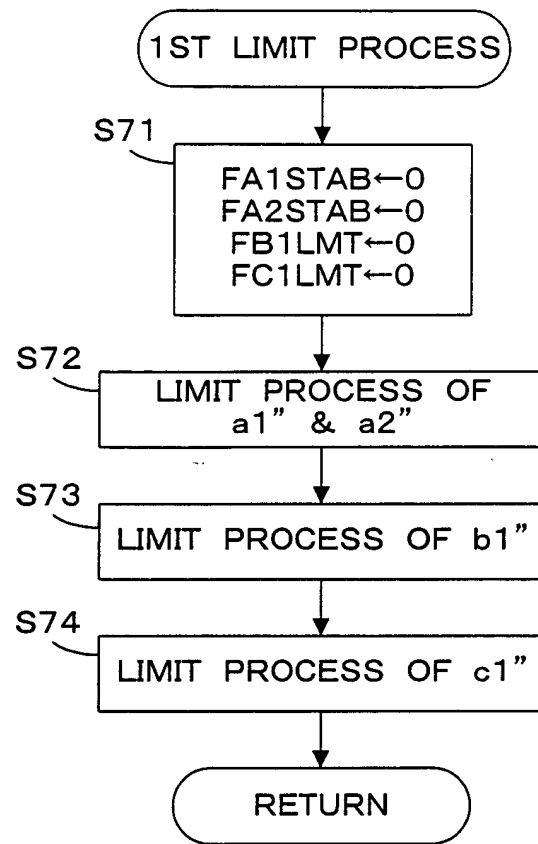 1ST LIMIT PROCESS
S71
FA1STAB←0
FA2STAB←0
FB1LMT←0
FC1LMT←0
S72
LIMIT PROCESS OF
a1” & a2”
S73
LIMIT PROCESS OF b1”
S74
LIMIT PROCESS OF c1”
RETURN